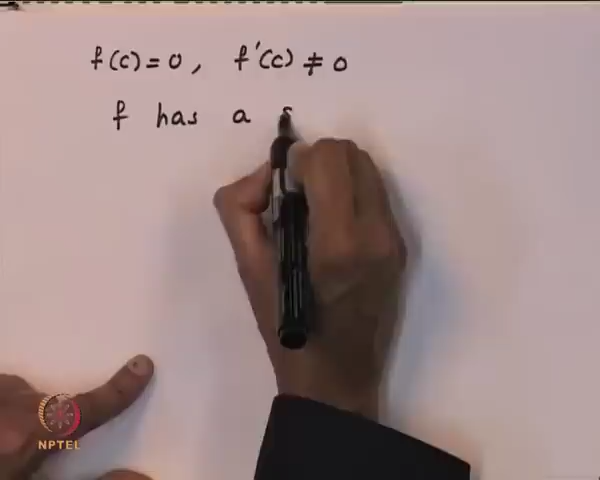 f(c) = 0, f'(c) ≠ 0
f has a s
NPTEL